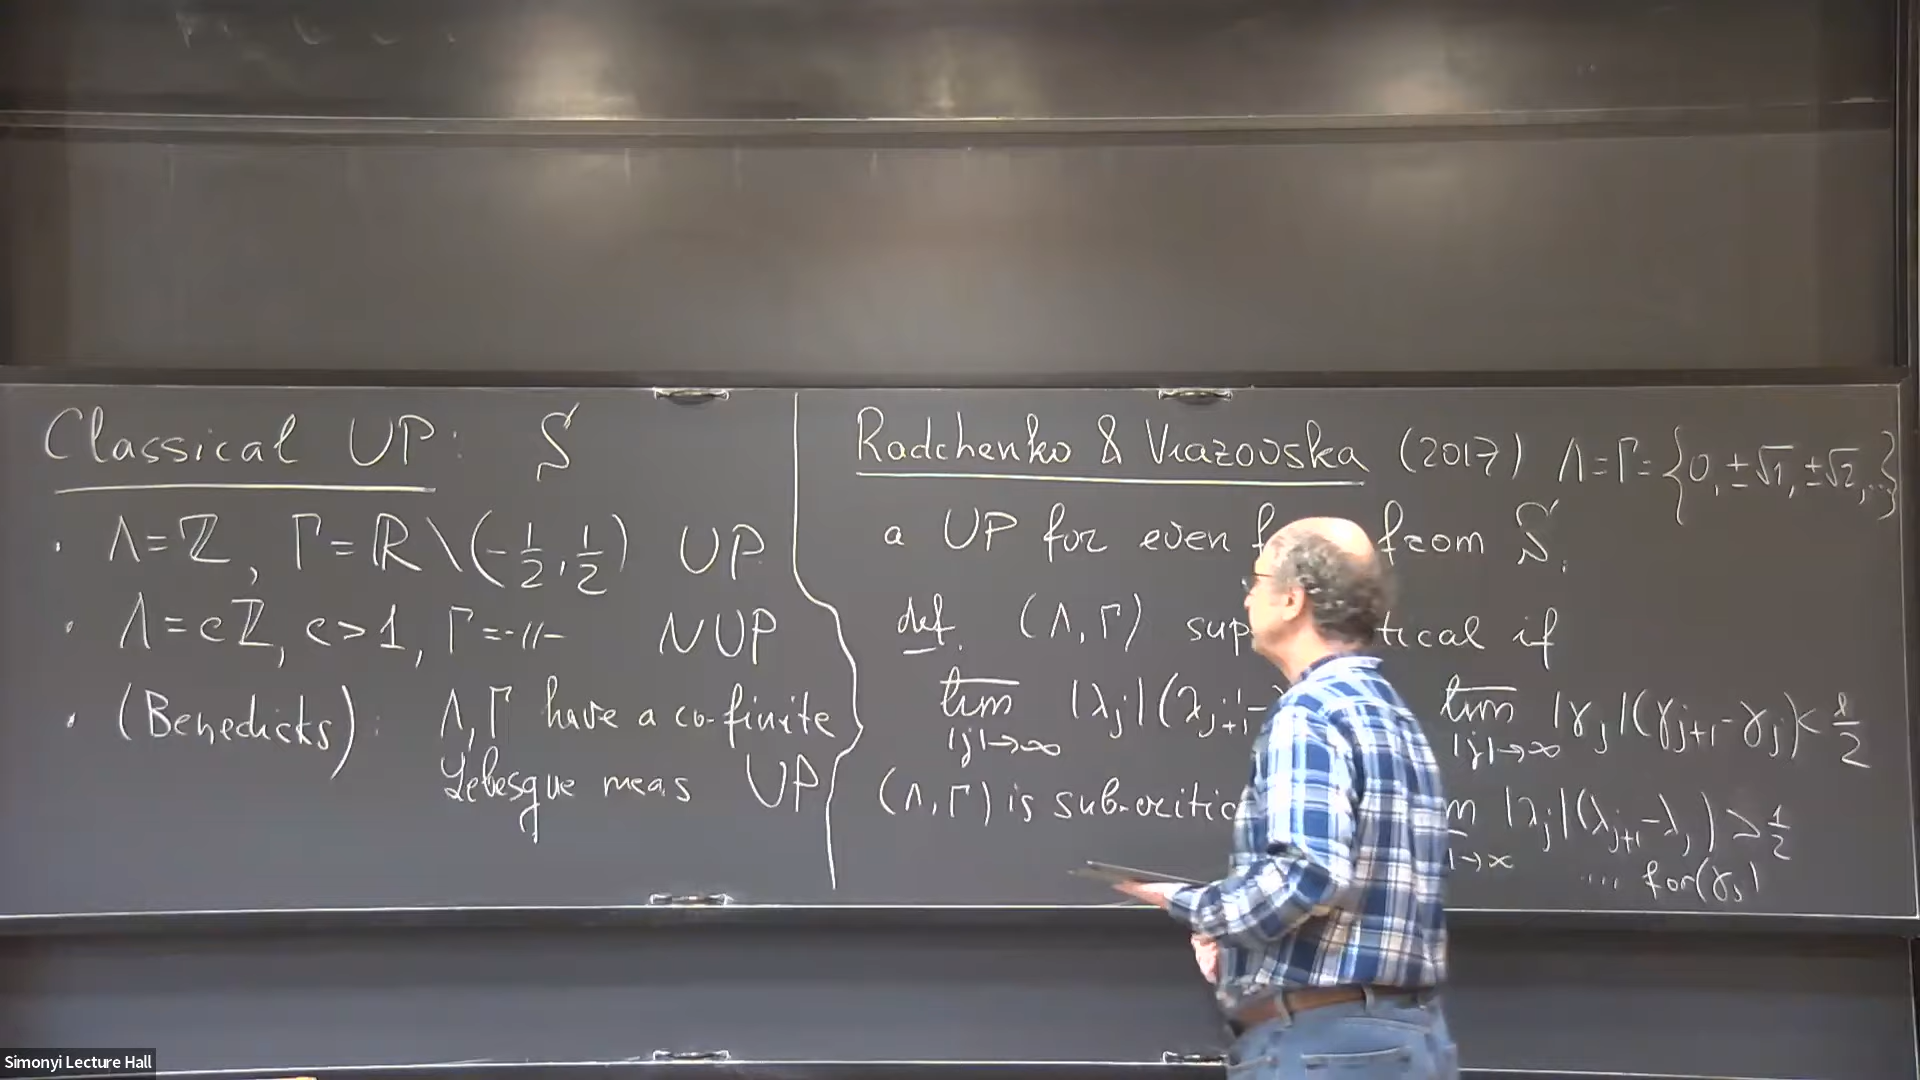 Classical UP: S
· Λ=ℤ, Γ=ℝ\(-1/2,1/2) UP
· Λ=cℤ, c>1, Γ=-//- NUP
· (Benedicks): Λ,Γ have a co-finite
Lebesgue meas UP
Radchenko & Viazovska (2017) Λ=Γ={0,±√1,±√2,..}
a UP for even from S.
def. (Λ,Γ) sup tical if
lim |j|→∞ |λj|(λj+1- lim |j|→∞ |γj|(γj+1-γj)<1/2
(Λ,Γ) is sub-critic m |λj|(λj+1-λj)>1/2
→∞ ... for(γj)
Simonyi Lecture Hall